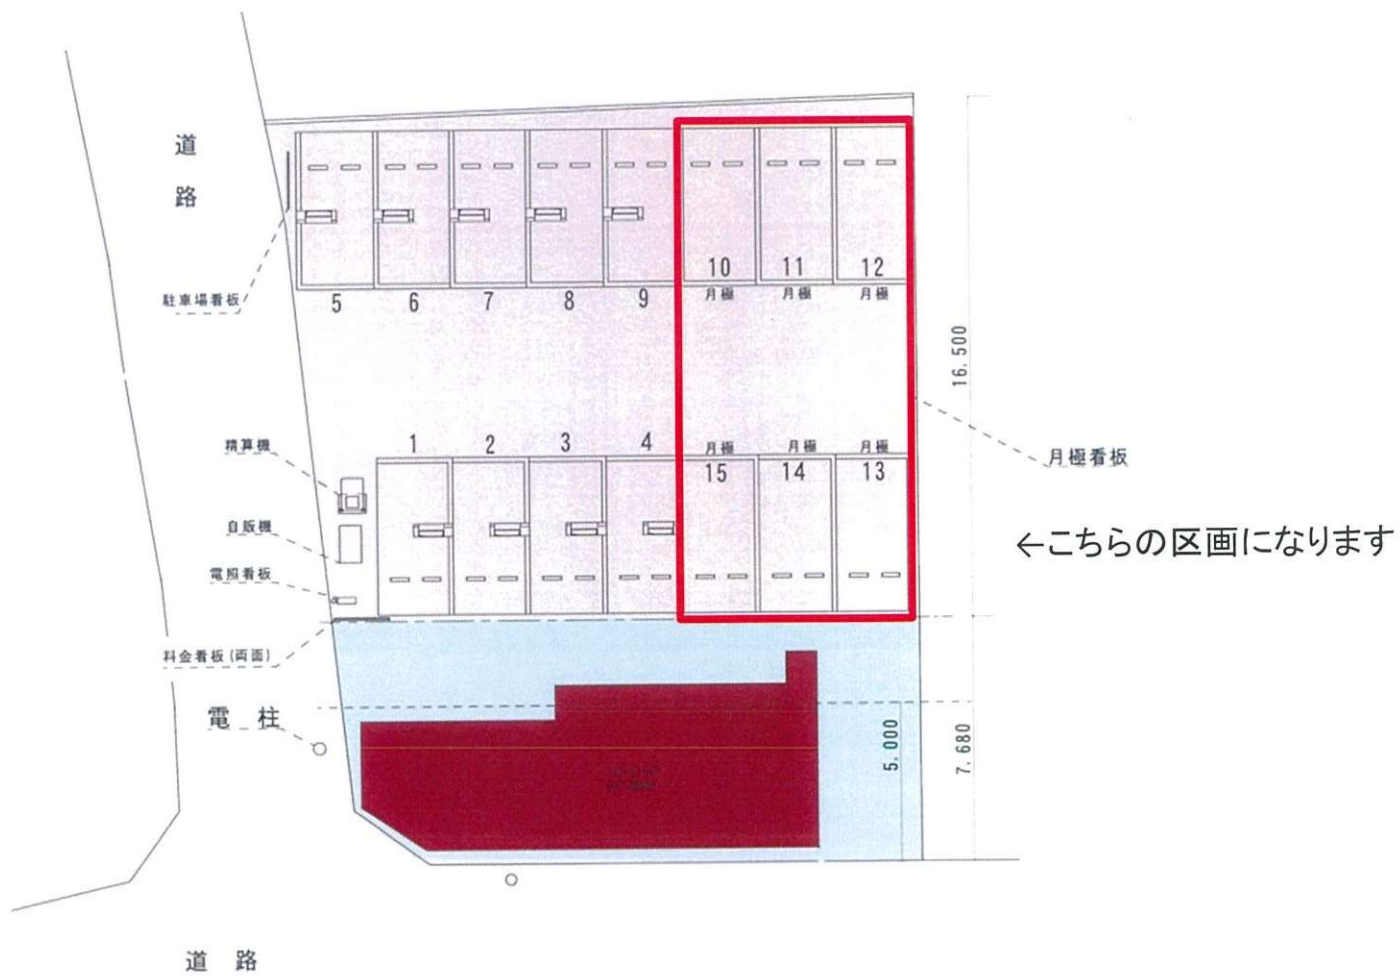 道
路
10
11
12
月極
月極
月極
駐車場看板
5
6
7
8
9
16.500
精算機
1
2
3
4
月極
月極
月極
15
14
13
月極看板
自販機
←こちらの区画になります
電照看板
料金看板(両面)
電 柱
5.000
7.680
道 路